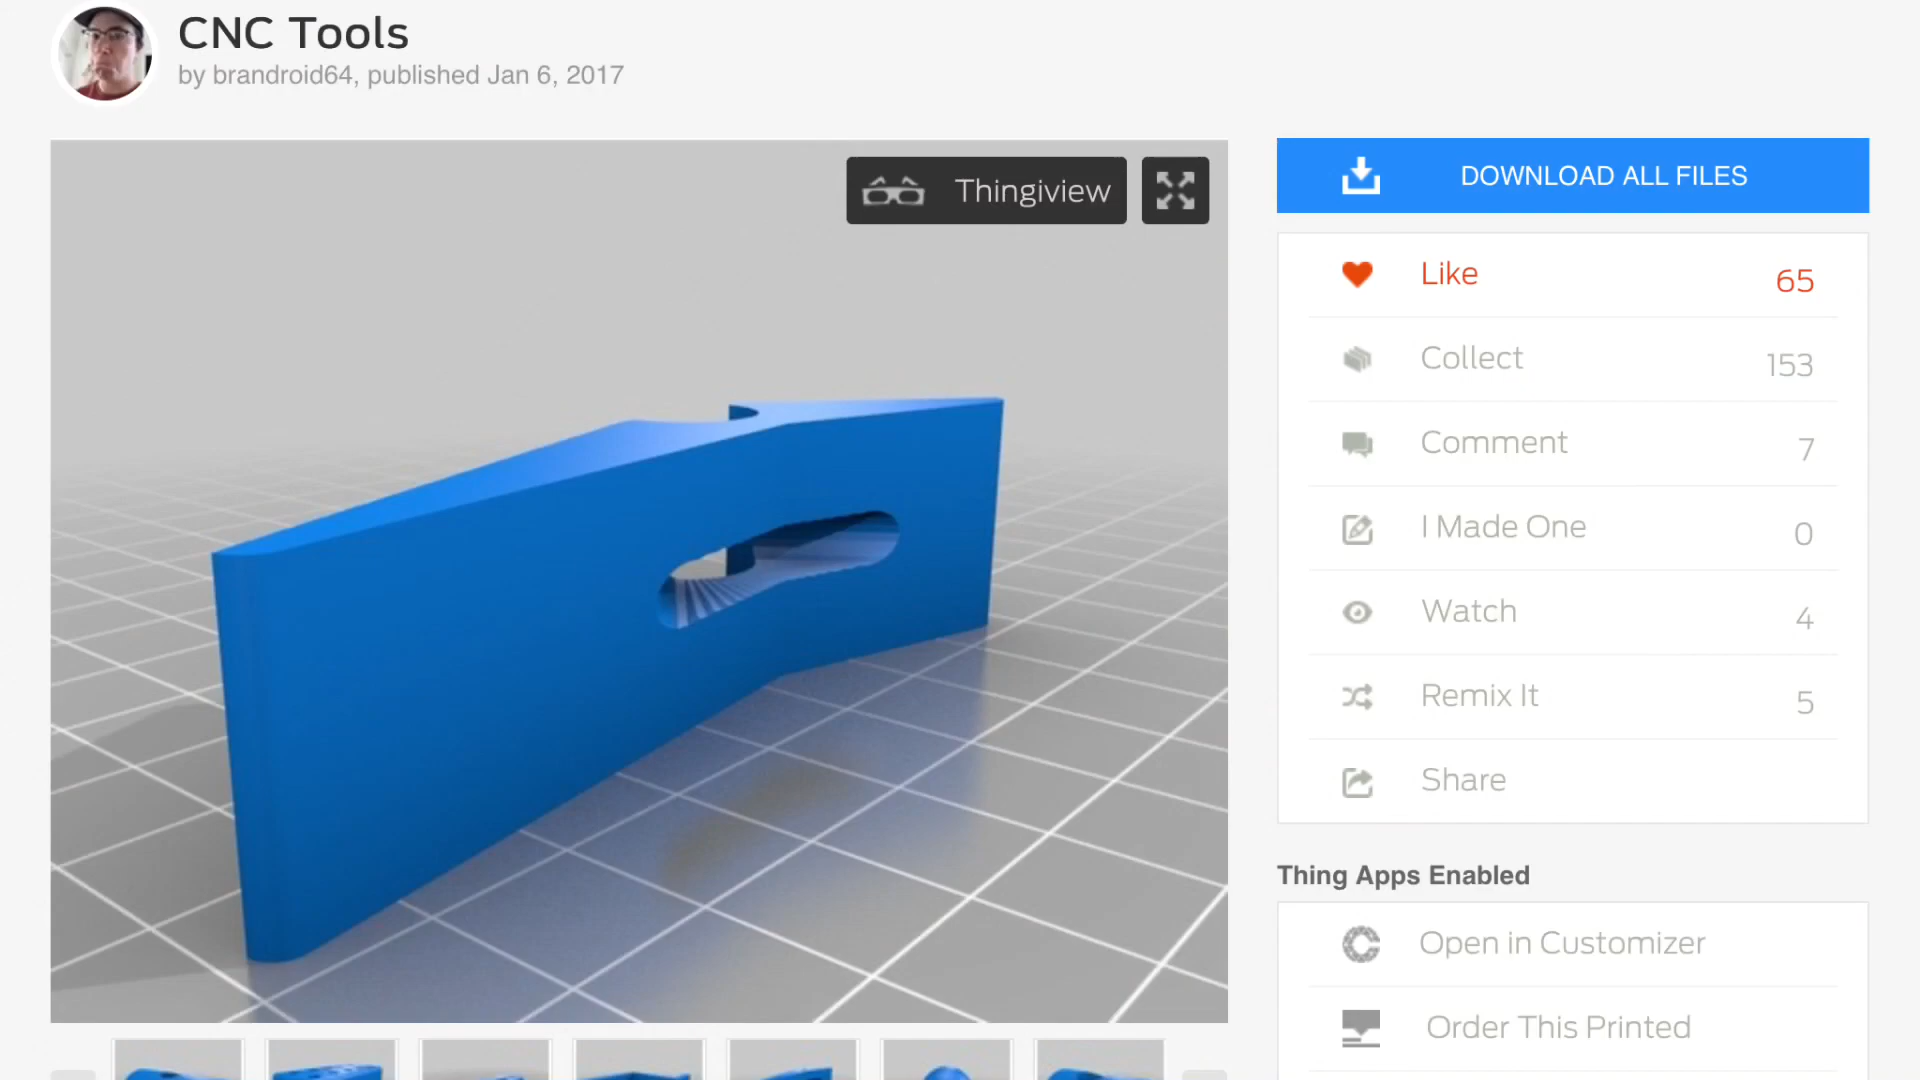 CNC Tools
by brandroid64, published Jan 6, 2017
Thingiview
DOWNLOAD ALL FILES
Like 65
Collect 153
Comment 7
I Made One 0
Watch 4
Remix It 5
Share
Thing Apps Enabled
Open in Customizer
Order This Printed